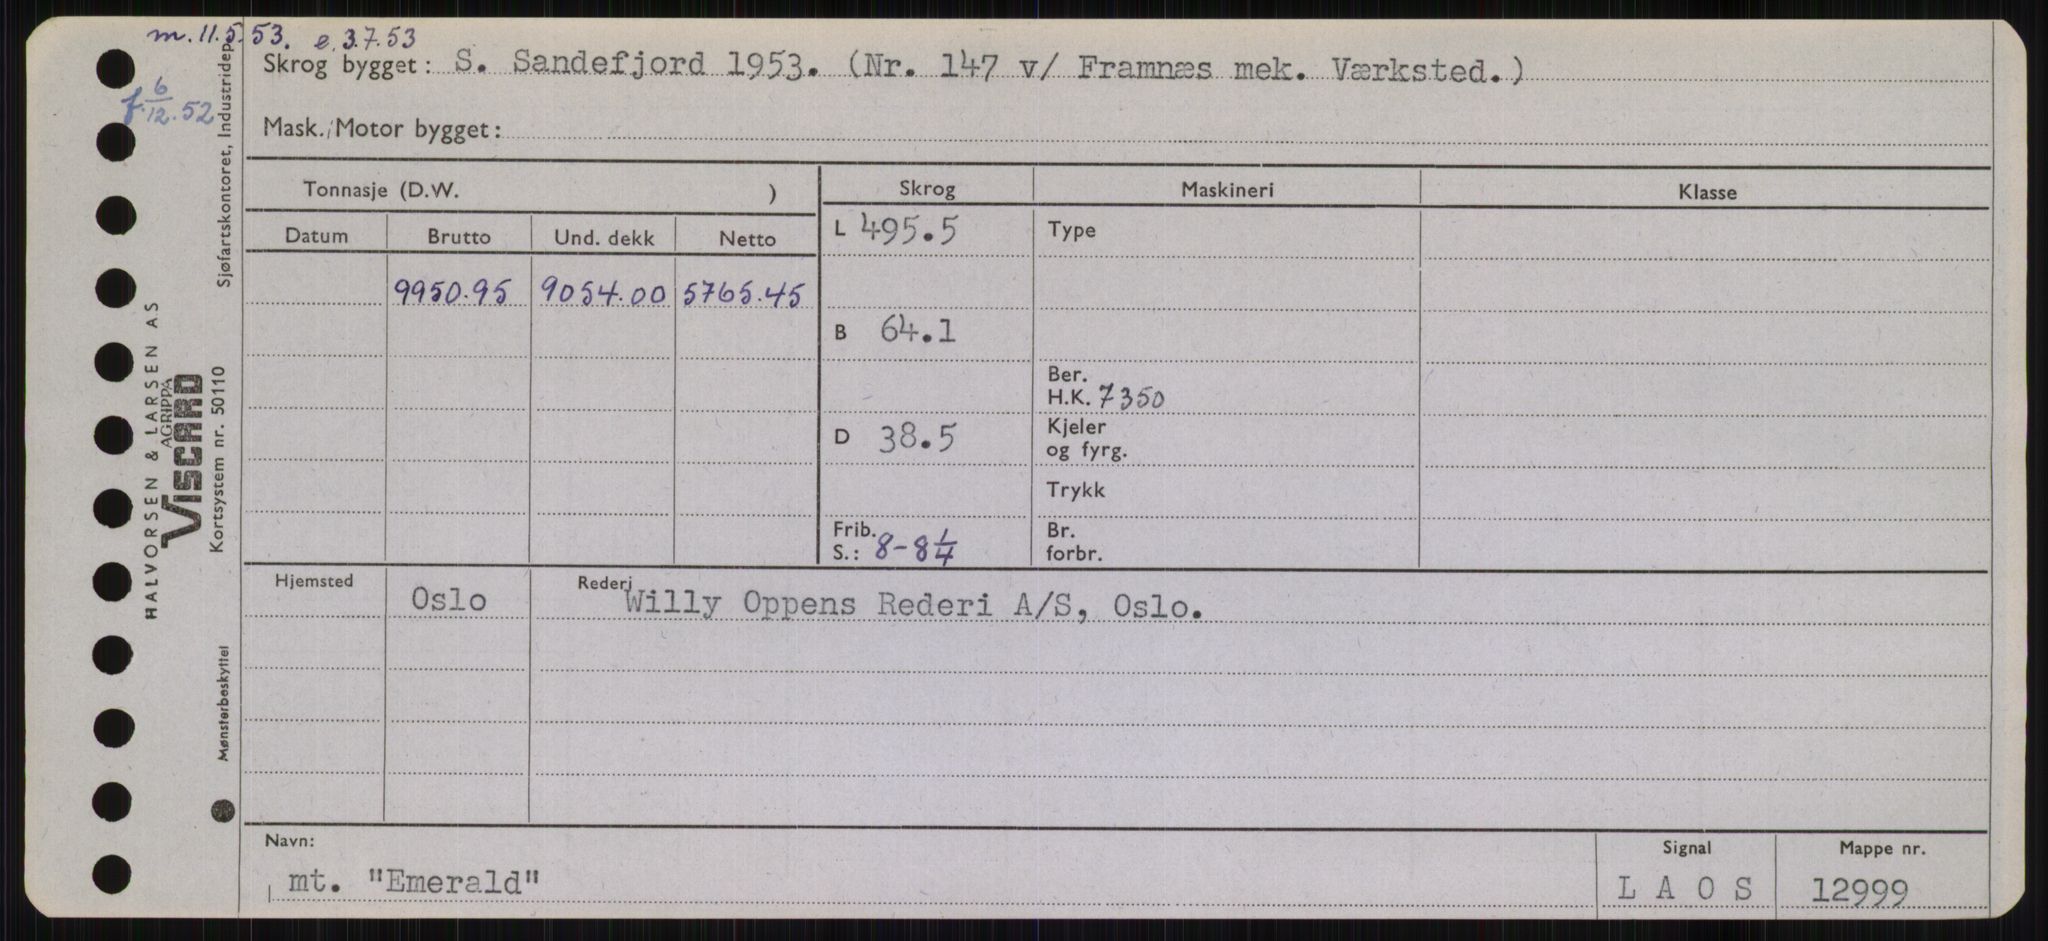 m. 11.5.53. e. 3.7.53
f. 6/12.52
Skrog bygget: S. Sandefjord 1953. (Nr. 147 v/ Framnæs mek. Værksted.)
Mask./Motor bygget:
Tonnasje (D.W. )
Skrog Maskineri Klasse
Datum Brutto Und. dekk Netto
L 495.5 Type
9950.95 9054.00 5765.45
B 64.1
Ber.
H.K. 7350
D 38.5
Kjeler
og fyrg.
Trykk
Frib.
S.: 8-8 1/4
Br.
forbr.
Hjemsted Oslo Rederi Willy Oppens Rederi A/S, Oslo.
Navn: Signal Mappe nr.
mt. "Emerald" L A O S 12999
HALVORSEN & LARSEN AS
AGRIPPA
VISCARD
Kortsystem nr. 50110
Sjøfartskontoret, Industridep.
Mønsterbeskyttet